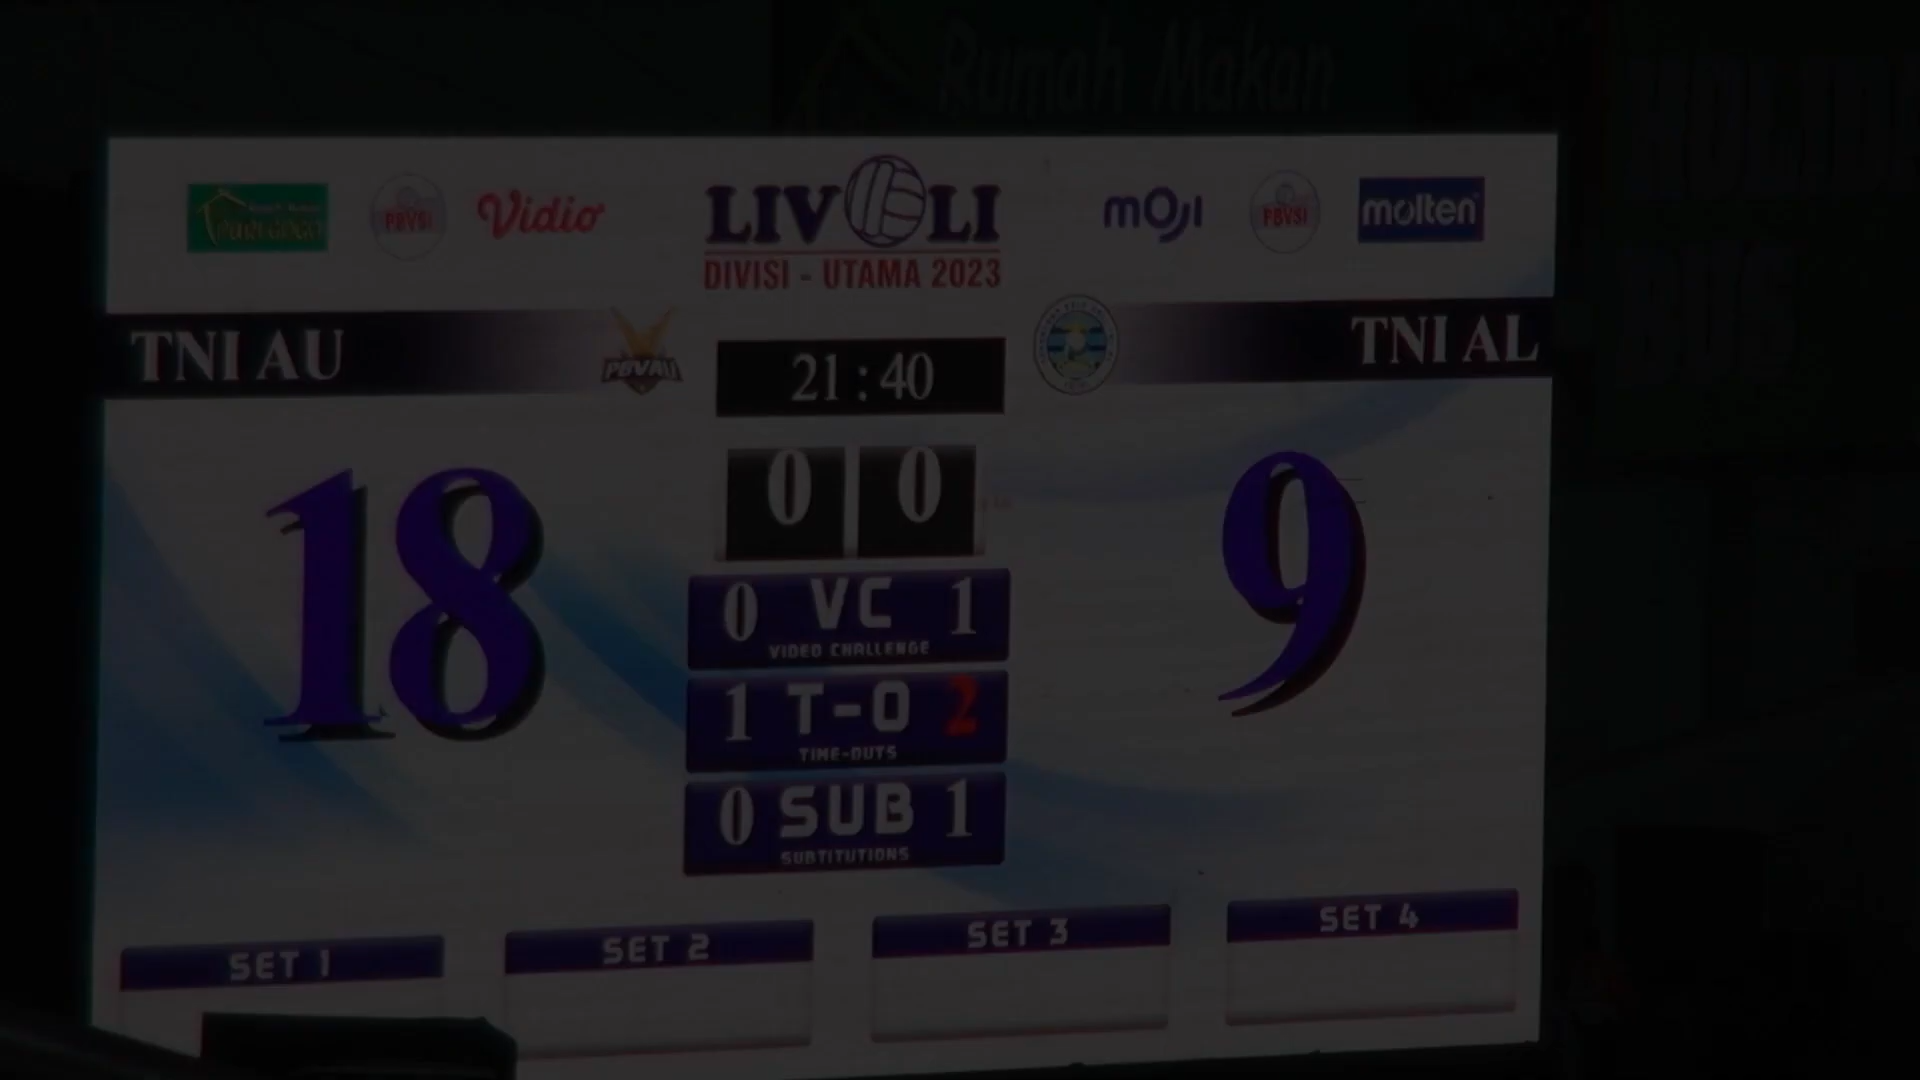 Rumah Makan
PBVSI
Vidio
LIVOLI
DIVISI - UTAMA 2023
moji
PBVSI
molten
TNI AU
PBVAU
21:40
TNI AL
18
0 0
9
0 VC 1
VIDEO CHALLENGE
1 T-O 2
TIME-OUTS
0 SUB 1
SUBTITUTIONS
SET 1
SET 2
SET 3
SET 4